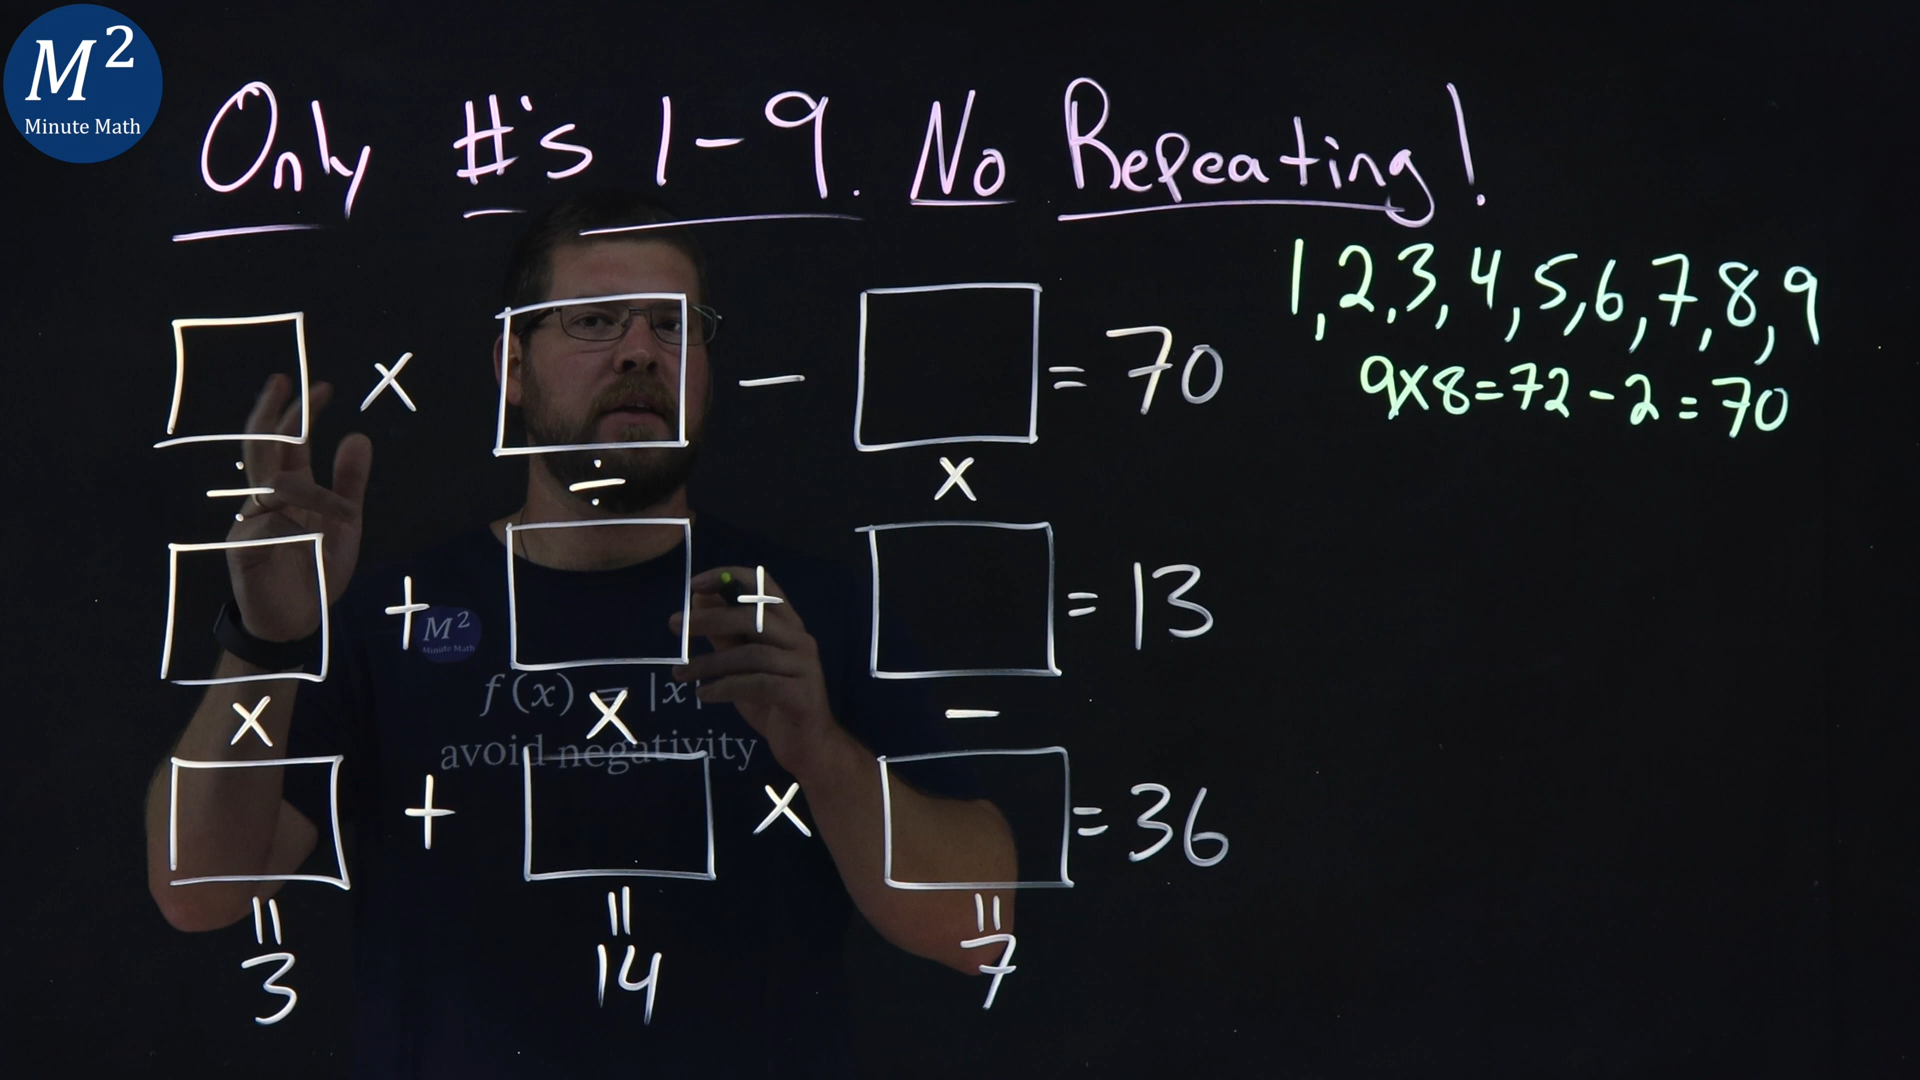 M²
Minute Math
Only #'s 1-9. No Repeating!
1, 2, 3, 4, 5, 6, 7, 8, 9
9x8=72-2=70
x - = 70
÷ ÷ x
+ + = 13
M²
Minute Math
f(x) = |x|
avoid negativity
x x -
+ x = 36
= = =
3 14 7